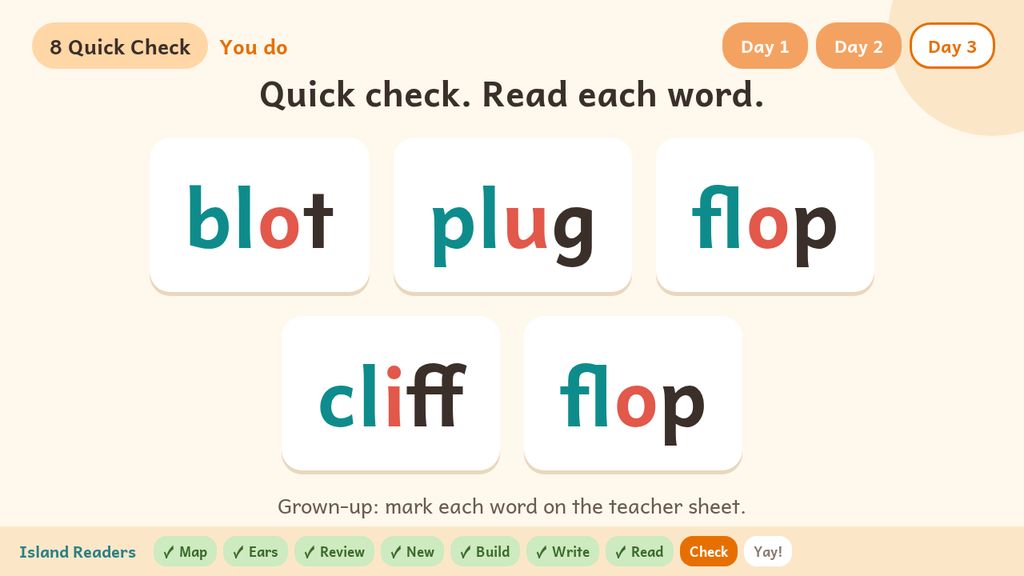 8 Quick Check You do Day 1 Day 2 Day 3
Quick check. Read each word.
blot plug flop
cliff flop
Grown-up: mark each word on the teacher sheet.
Island Readers ✓ Map ✓ Ears ✓ Review ✓ New ✓ Build ✓ Write ✓ Read Check Yay!